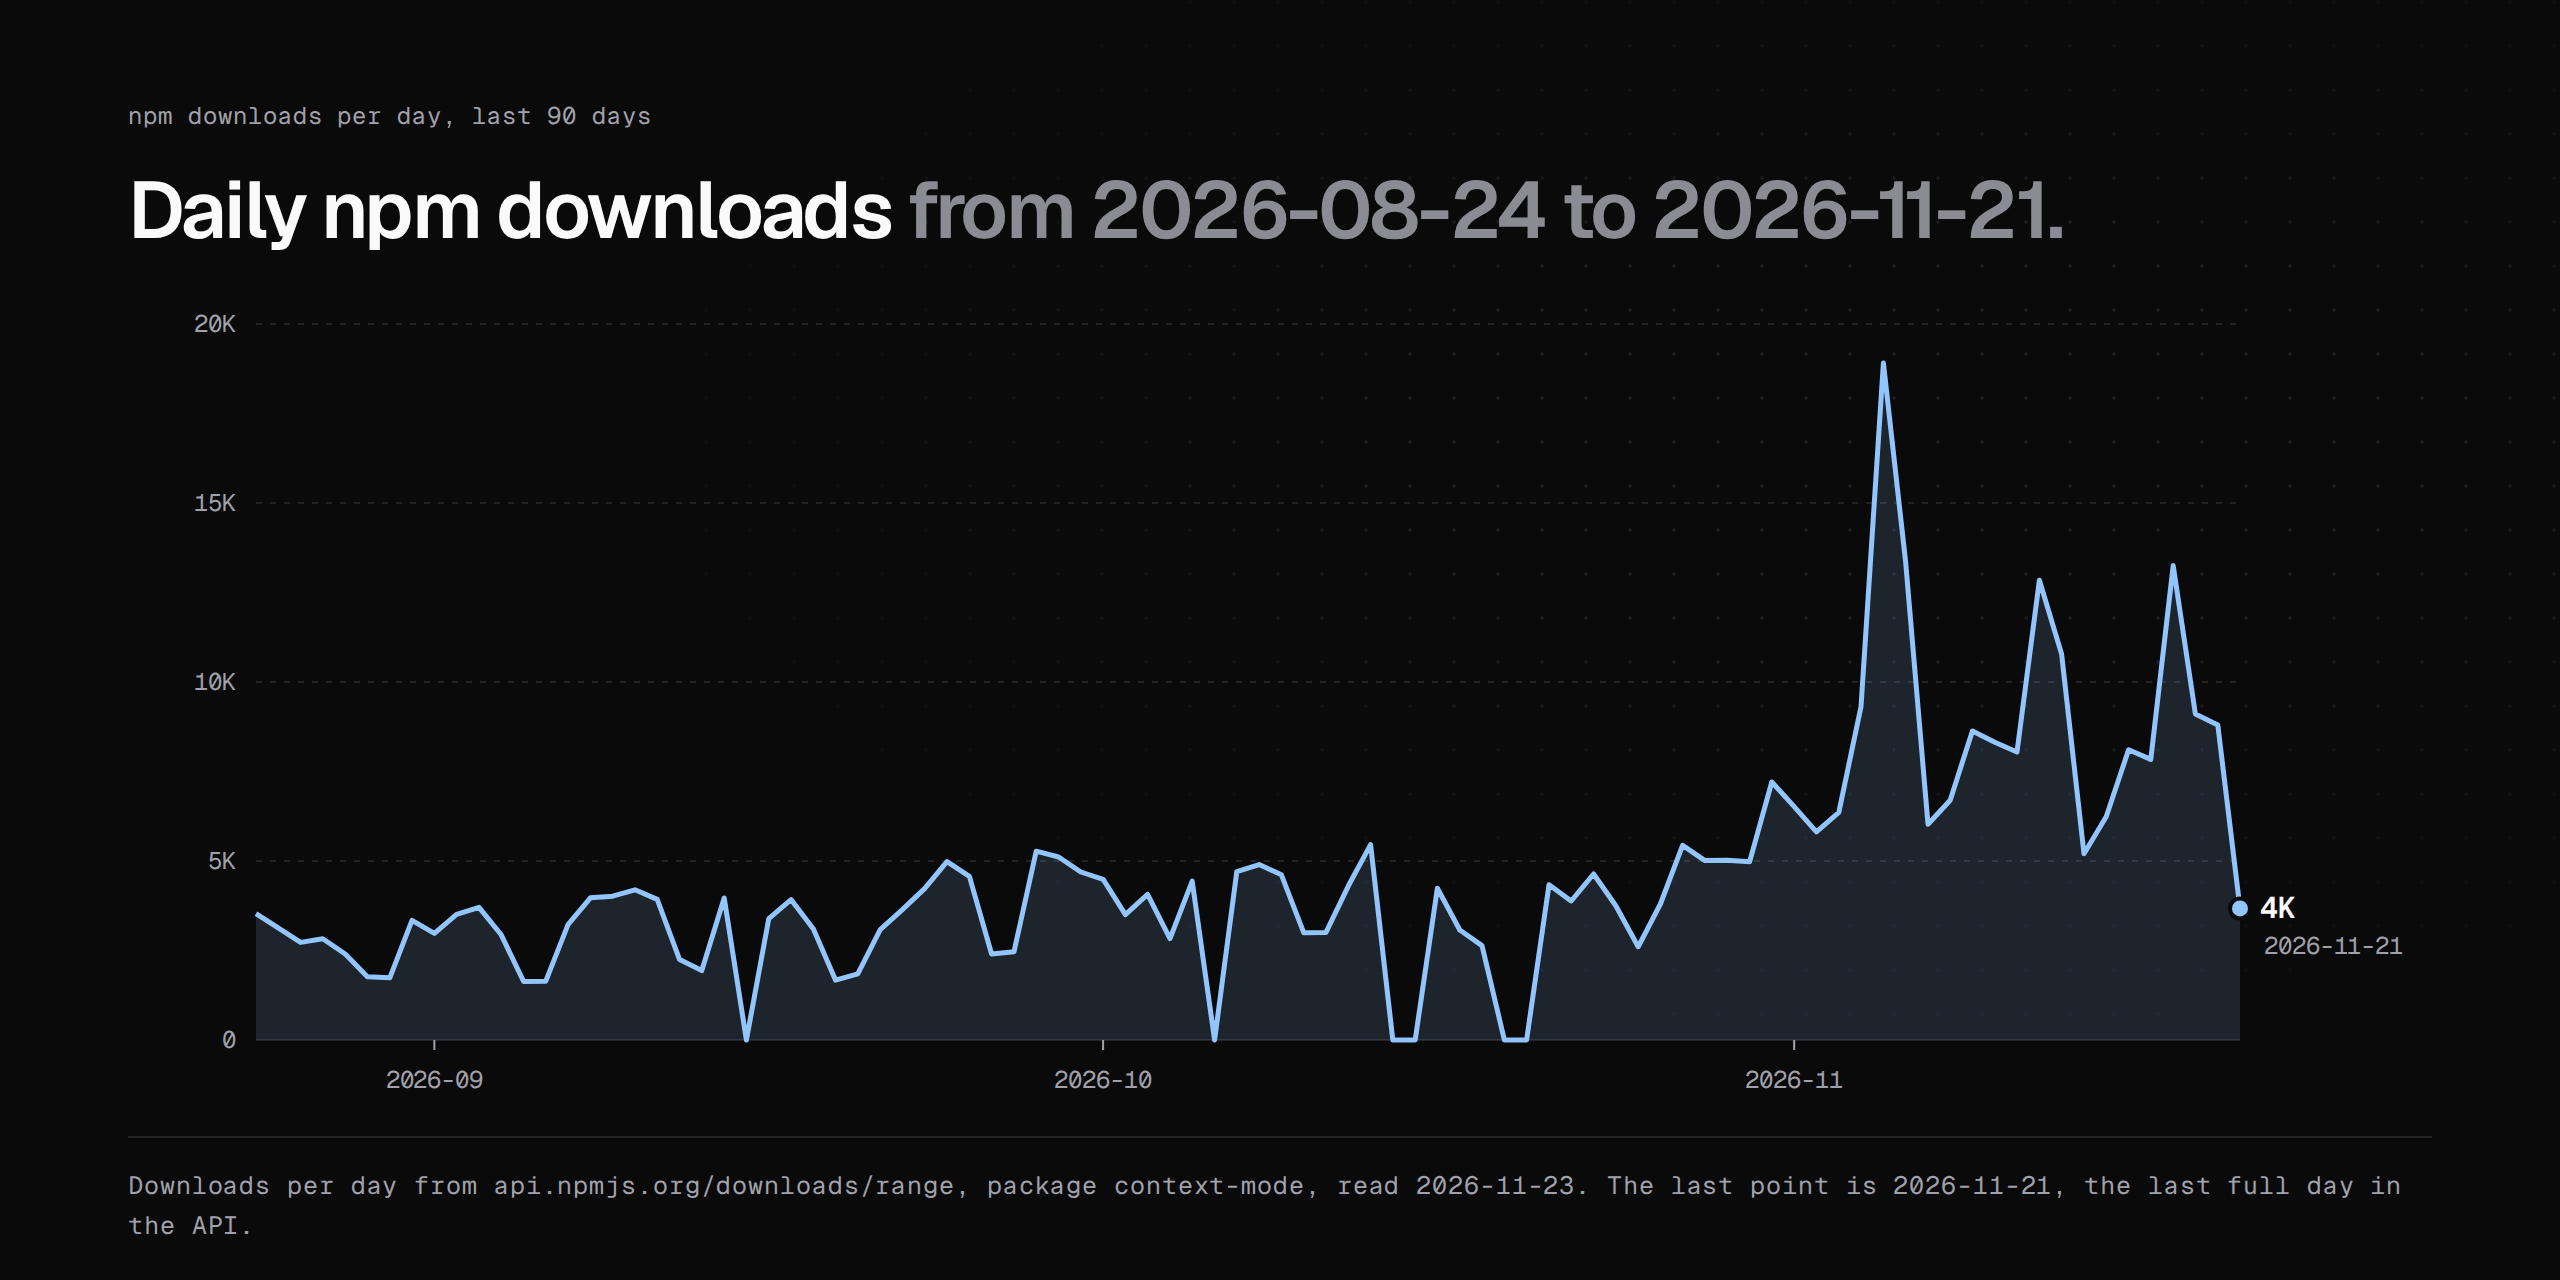 npm downloads per day, last 90 days
Daily npm downloads from 2026-08-24 to 2026-11-21.
20K
15K
10K
5K
0
4K
2026-11-21
2026-09
2026-10
2026-11
Downloads per day from api.npmjs.org/downloads/range, package context-mode, read 2026-11-23. The last point is 2026-11-21, the last full day in
the API.